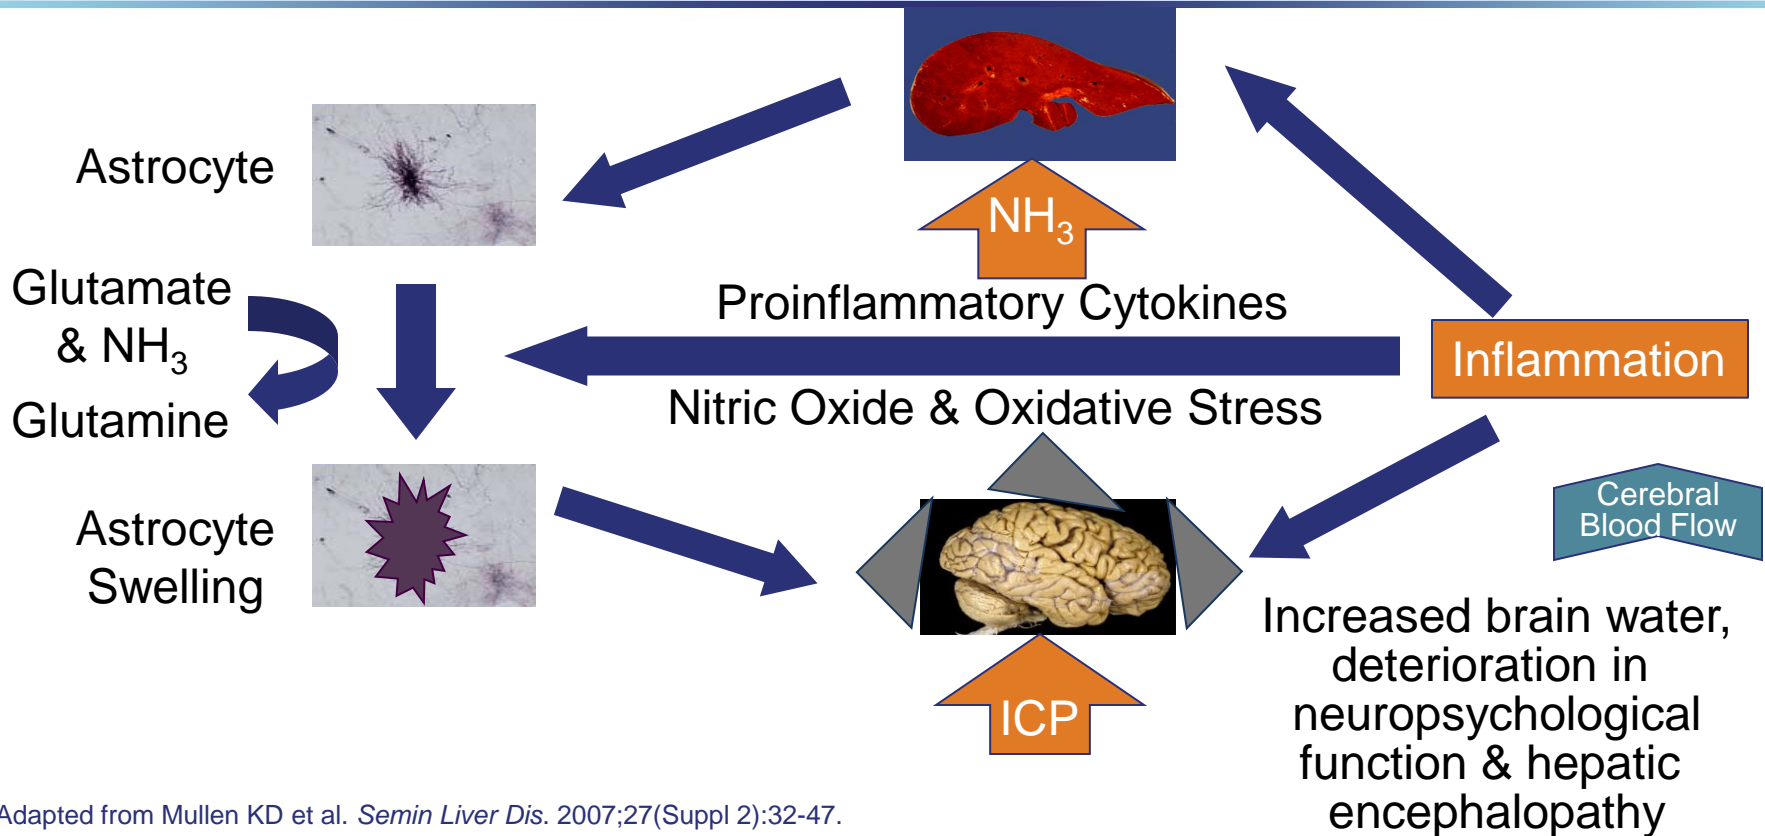 Astrocyte
NH₃
Glutamate
& NH₃
Glutamine
Proinflammatory Cytokines
Nitric Oxide & Oxidative Stress
Inflammation
Cerebral
Blood Flow
Astrocyte
Swelling
ICP
Increased brain water,
deterioration in
neuropsychological
function & hepatic
encephalopathy
Adapted from Mullen KD et al. Semin Liver Dis. 2007;27(Suppl 2):32-47.